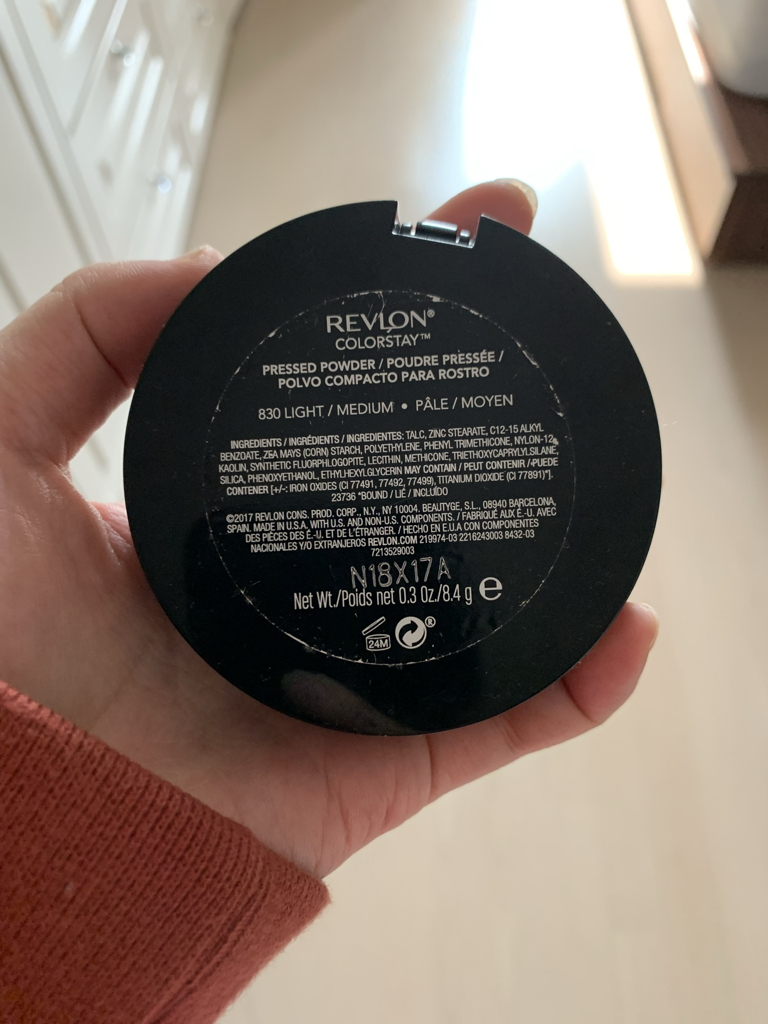 REVLON®
COLORSTAY™
PRESSED POWDER / POUDRE PRESSÉE /
POLVO COMPACTO PARA ROSTRO
830 LIGHT / MEDIUM • PÂLE / MOYEN
INGREDIENTS / INGRÉDIENTS / INGREDIENTES: TALC, ZINC STEARATE, C12-15 ALKYL
BENZOATE, ZEA MAYS (CORN) STARCH, POLYETHYLENE, PHENYL TRIMETHICONE, NYLON-12,
KAOLIN, SYNTHETIC FLUORPHLOGOPITE, LECITHIN, METHICONE, TRIETHOXYCAPRYLYLSILANE,
SILICA, PHENOXYETHANOL, ETHYLHEXYLGLYCERIN MAY CONTAIN / PEUT CONTENIR / PUEDE
CONTENER [+/-: IRON OXIDES (CI 77491, 77492, 77499), TITANIUM DIOXIDE (CI 77891)*].
23736 *BOUND / LIÉ / INCLUÍDO
©2017 REVLON CONS. PROD. CORP., N.Y., NY 10004. BEAUTYGE, S.L., 08940 BARCELONA,
SPAIN. MADE IN U.S.A. WITH U.S. AND NON-U.S. COMPONENTS. / FABRIQUÉ AUX É.-U. AVEC
DES PIÈCES DES É.-U. ET DE L'ÉTRANGER. / HECHO EN E.U.A CON COMPONENTES
NACIONALES Y/O EXTRANJEROS REVLON.COM 219974-03 2216243003 8432-03
7213529003
N18X17A
Net Wt./Poids net 0.3 Oz./8.4 g ℮
24M
®